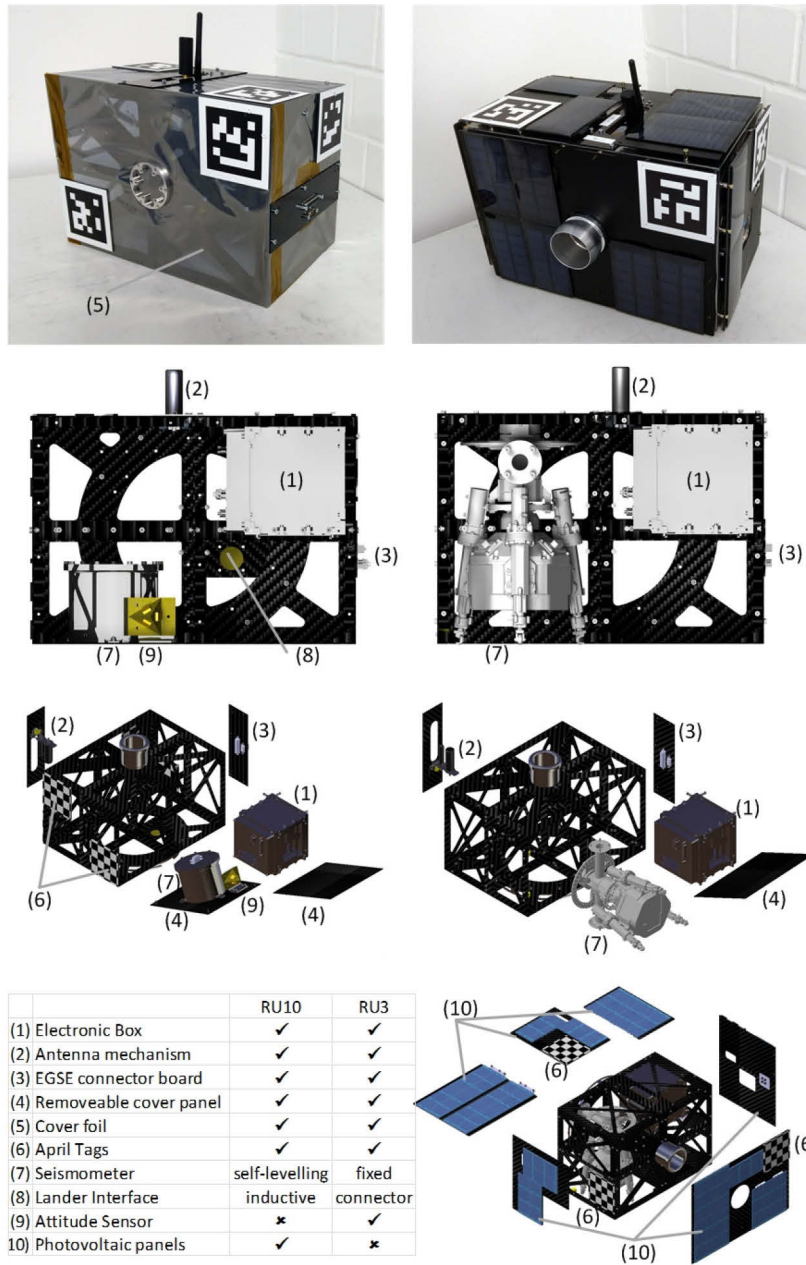 (5)
(2)
(1)
(3)
(7)
(9)
(8)
(2)
(1)
(3)
(7)
(2)
(3)
(1)
(7)
(6)
(4)
(9)
(4)
(2)
(3)
(1)
(4)
(7)
RU10 RU3
(1) Electronic Box ✓ ✓
(2) Antenna mechanism ✓ ✓
(3) EGSE connector board ✓ ✓
(4) Removeable cover panel ✓ ✓
(5) Cover foil ✓ ✓
(6) April Tags ✓ ✓
(7) Seismometer self-levelling fixed
(8) Lander Interface inductive connector
(9) Attitude Sensor × ✓
10) Photovoltaic panels ✓ ×
(10)
(6)
(6
(6)
(10)